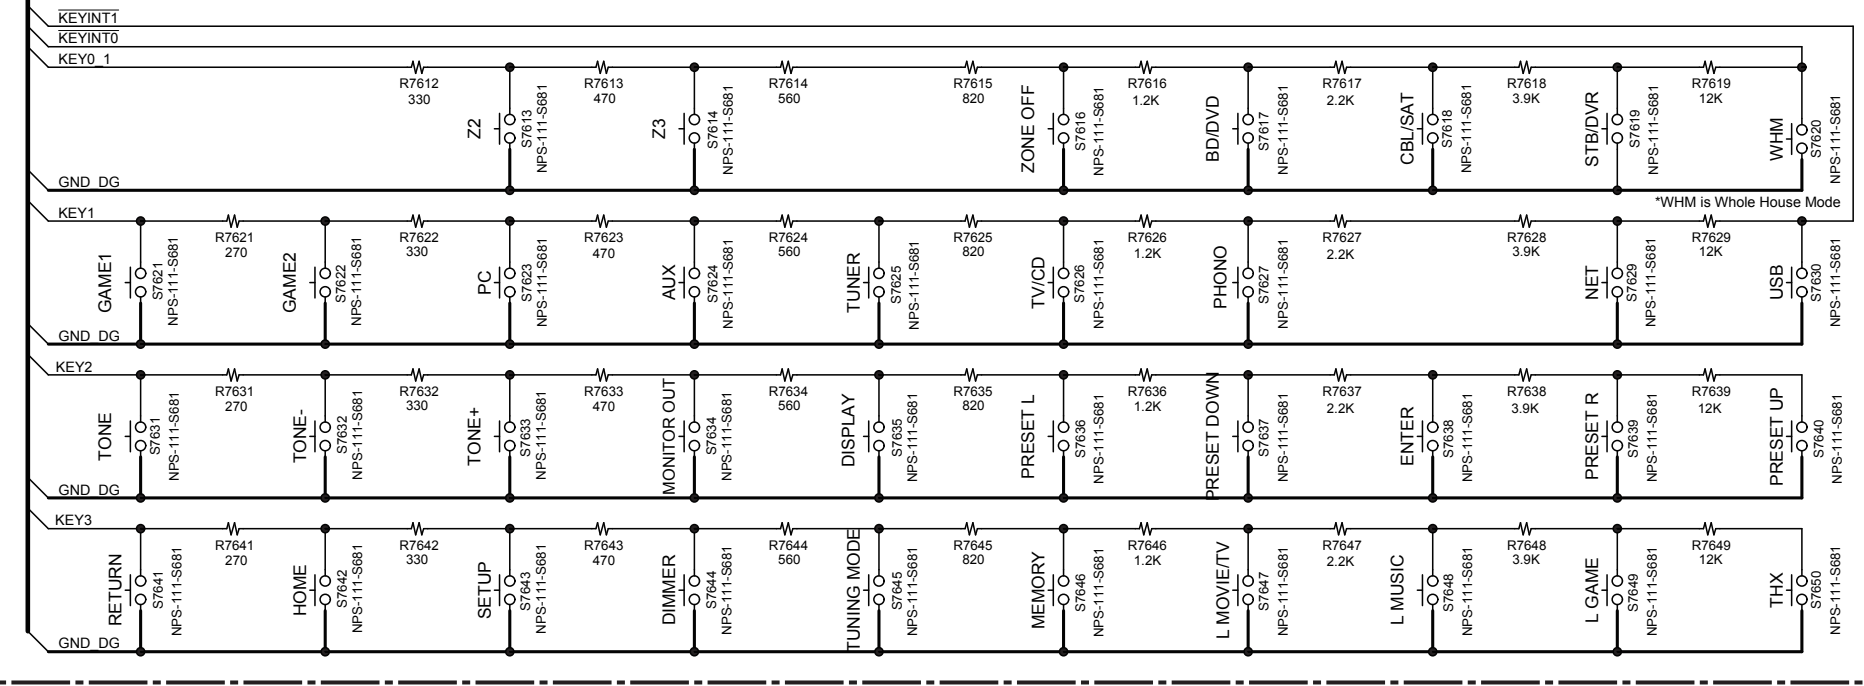 KEYINT1
KEYINT0
KEY0_1
R7612 R7613 R7614 R7615 R7616 R7617 R7618 R7619
330 470 560 820 1.2K 2.2K 3.9K 12K
Z2 S7613 NPS-111-S681
Z3 S7614 NPS-111-S681
ZONE OFF S7616 NPS-111-S681
BD/DVD S7617 NPS-111-S681
CBL/SAT S7618 NPS-111-S681
STB/DVR S7619 NPS-111-S681
WHM S7620 NPS-111-S681
GND_DG
*WHM is Whole House Mode
KEY1
R7621 R7622 R7623 R7624 R7625 R7626 R7627 R7628 R7629
270 330 470 560 820 1.2K 2.2K 3.9K 12K
GAME1 S7621 NPS-111-S681
GAME2 S7622 NPS-111-S681
PC S7623 NPS-111-S681
AUX S7624 NPS-111-S681
TUNER S7625 NPS-111-S681
TV/CD S7626 NPS-111-S681
PHONO S7627 NPS-111-S681
NET S7629 NPS-111-S681
USB S7630 NPS-111-S681
GND_DG
KEY2
R7631 R7632 R7633 R7634 R7635 R7636 R7637 R7638 R7639
270 330 470 560 820 1.2K 2.2K 3.9K 12K
TONE S7631 NPS-111-S681
TONE- S7632 NPS-111-S681
TONE+ S7633 NPS-111-S681
MONITOR OUT S7634 NPS-111-S681
DISPLAY S7635 NPS-111-S681
PRESET L S7636 NPS-111-S681
PRESET DOWN S7637 NPS-111-S681
ENTER S7638 NPS-111-S681
PRESET R S7639 NPS-111-S681
PRESET UP S7640 NPS-111-S681
GND_DG
KEY3
R7641 R7642 R7643 R7644 R7645 R7646 R7647 R7648 R7649
270 330 470 560 820 1.2K 2.2K 3.9K 12K
RETURN S7641 NPS-111-S681
HOME S7642 NPS-111-S681
SETUP S7643 NPS-111-S681
DIMMER S7644 NPS-111-S681
TUNING MODE S7645 NPS-111-S681
MEMORY S7646 NPS-111-S681
L MOVIE/TV S7647 NPS-111-S681
L MUSIC S7648 NPS-111-S681
L GAME S7649 NPS-111-S681
THX S7650 NPS-111-S681
GND_DG